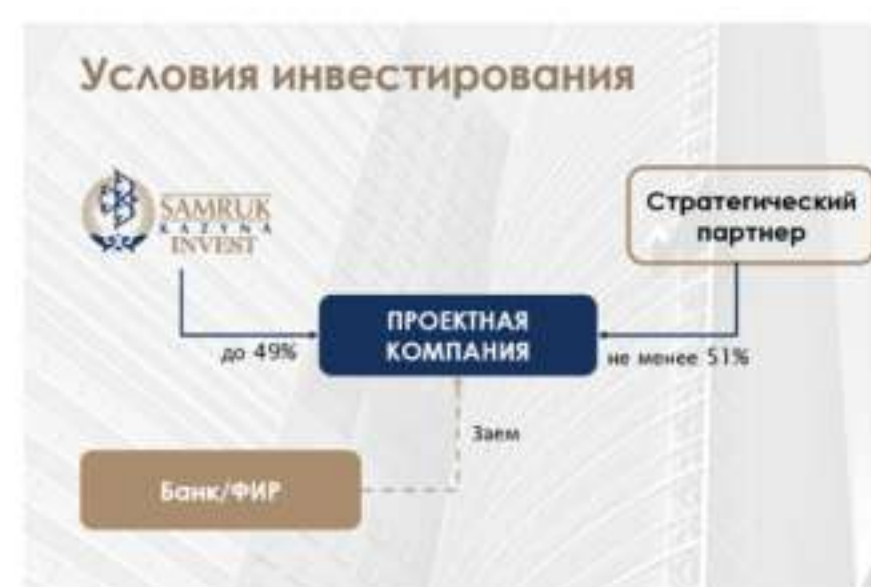 Условия инвестирования
SAMRUK
KAZYNA
INVEST
Стратегический
партнер
ПРОЕКТНАЯ
КОМПАНИЯ
до 49%
не менее 51%
Заем
Банк/ФИР